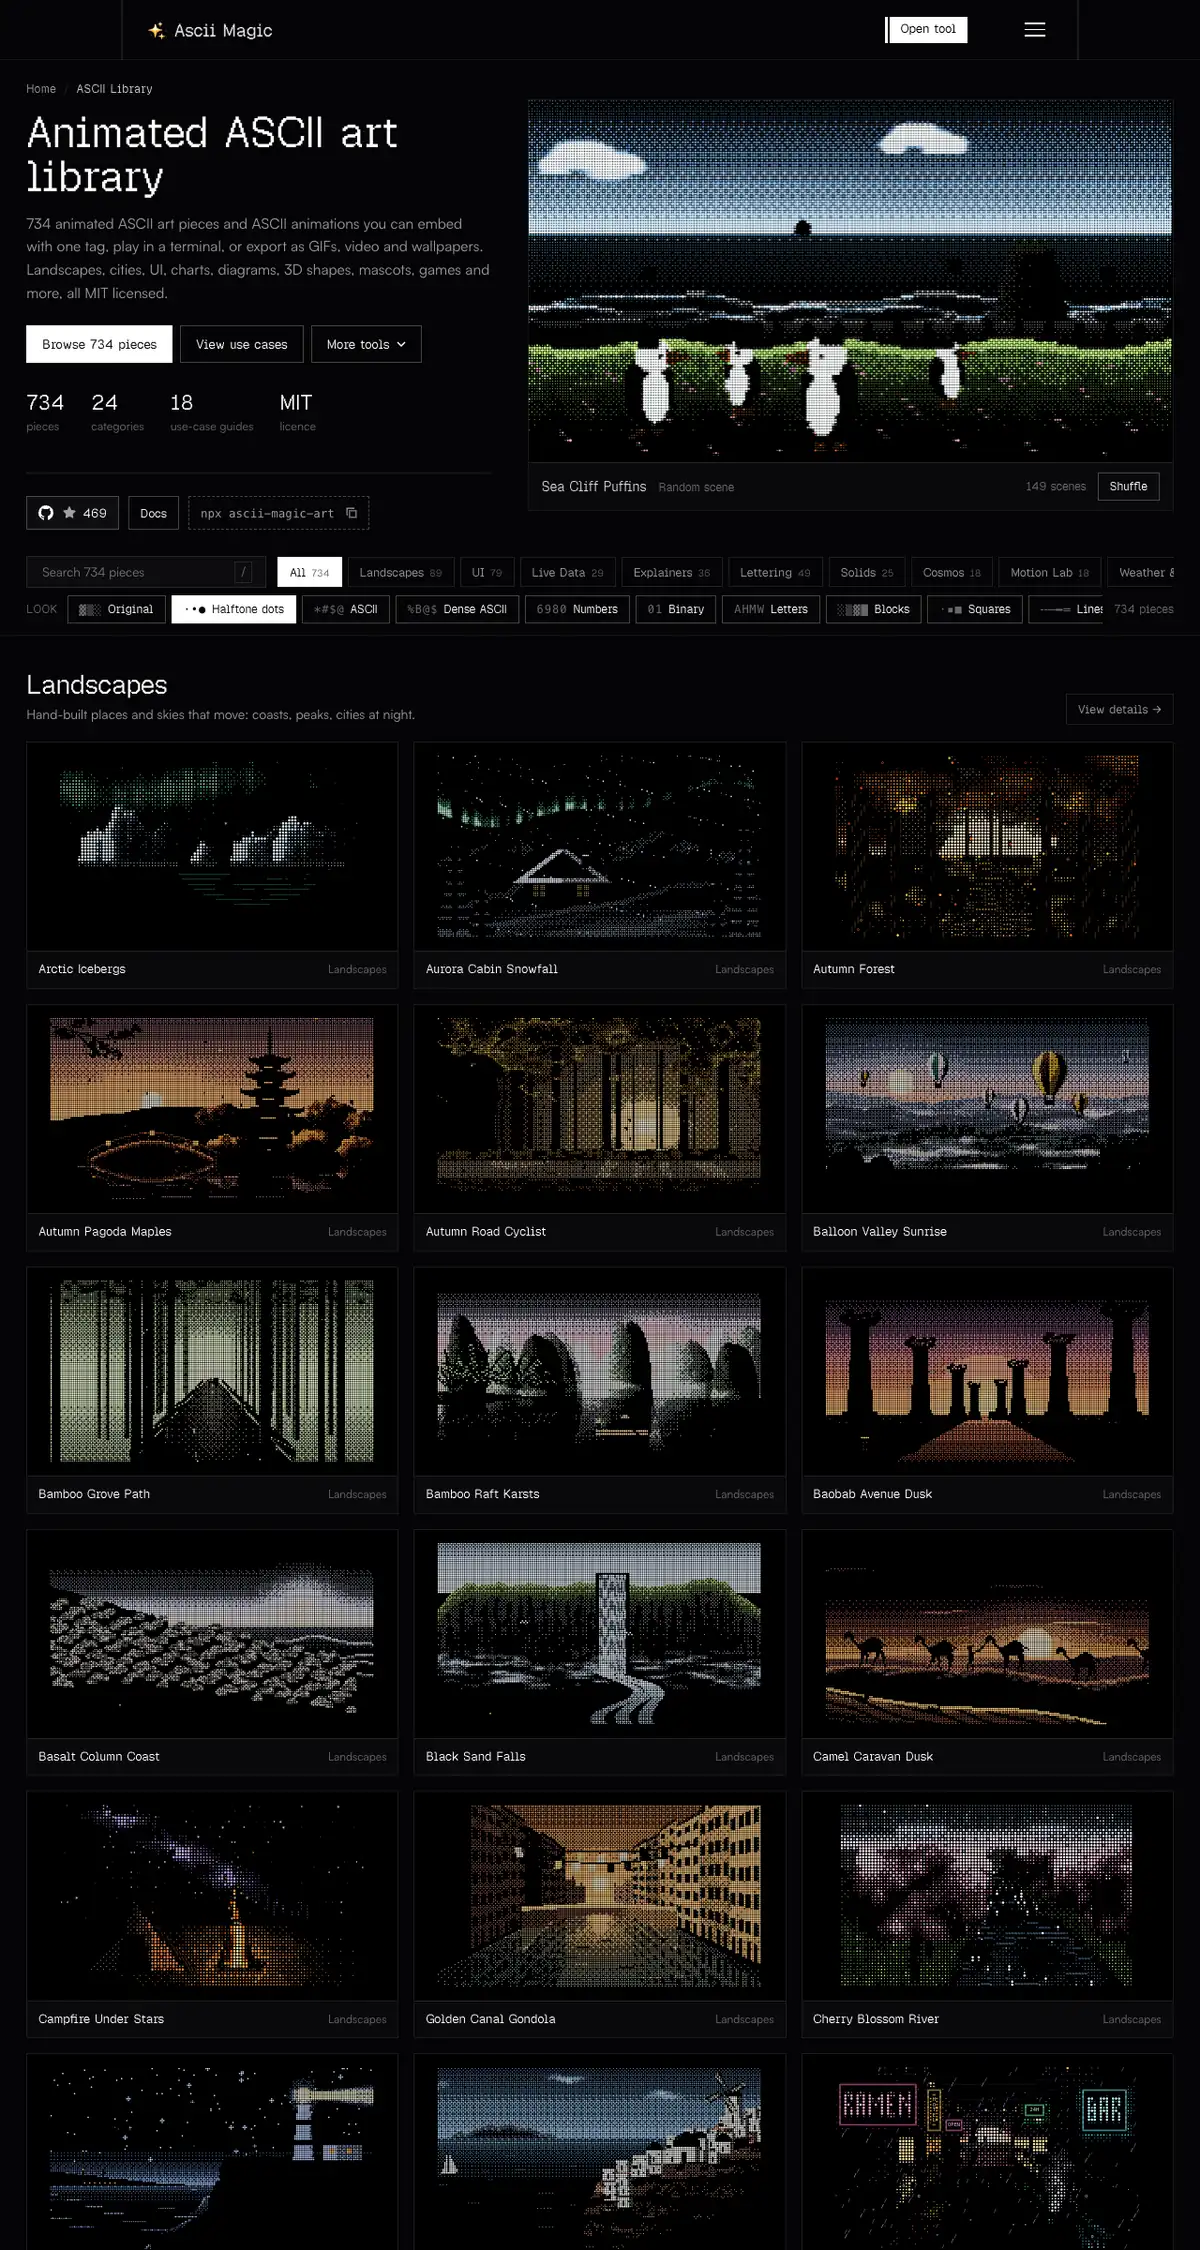 Ascii Magic
Open tool
Home / ASCII Library
Animated ASCII art
library
734 animated ASCII art pieces and ASCII animations you can embed
with one tag, play in a terminal, or export as GIFs, video and wallpapers.
Landscapes, cities, UI, charts, diagrams, 3D shapes, mascots, games and
more, all MIT licensed.
Browse 734 pieces
View use cases
More tools
734
24
18
MIT
pieces
categories
use-case guides
licence
Sea Cliff Puffins Random scene
149 scenes
Shuffle
469
Docs
npx ascii-magic-art
Search 734 pieces /
All 734
Landscapes 89
UI 79
Live Data 29
Explainers 35
Lettering 49
Solids 25
Cosmos 18
Motion Lab 18
Weather &
LOOK
Original
Halftone dots
*#$@ ASCII
%B@$ Dense ASCII
6980 Numbers
01 Binary
AHMW Letters
Blocks
Squares
Lines
734 pieces
Landscapes
Hand-built places and skies that move: coasts, peaks, cities at night.
View details →
Arctic Icebergs Landscapes
Aurora Cabin Snowfall Landscapes
Autumn Forest Landscapes
Autumn Pagoda Maples Landscapes
Autumn Road Cyclist Landscapes
Balloon Valley Sunrise Landscapes
Bamboo Grove Path Landscapes
Bamboo Raft Karsts Landscapes
Baobab Avenue Dusk Landscapes
Basalt Column Coast Landscapes
Black Sand Falls Landscapes
Camel Caravan Dusk Landscapes
Campfire Under Stars Landscapes
Golden Canal Gondola Landscapes
Cherry Blossom River Landscapes
RAMEN
OPEN
24H
BAR